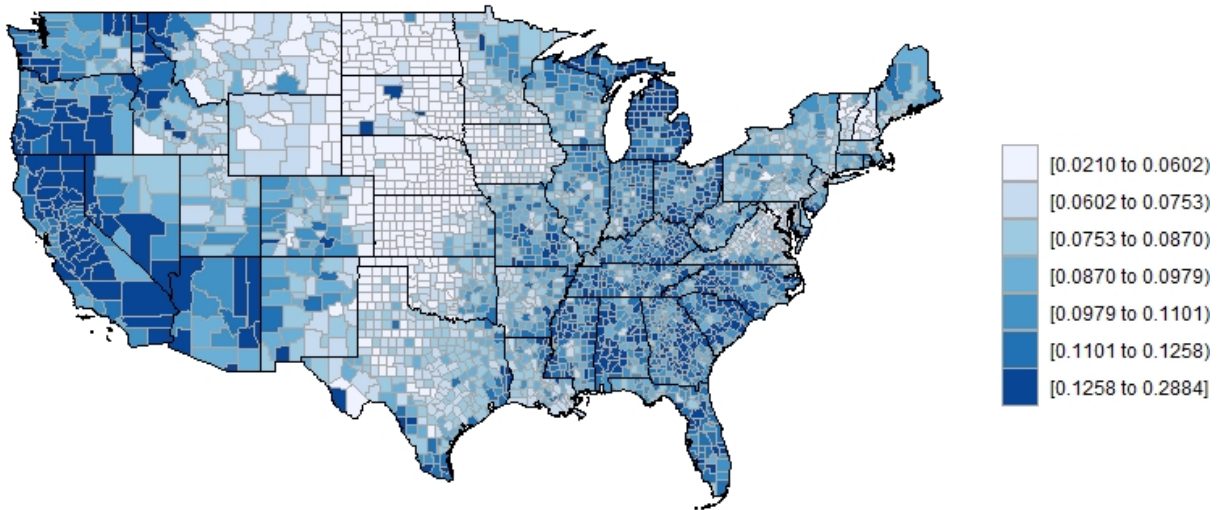 [0.0210 to 0.0602)
[0.0602 to 0.0753)
[0.0753 to 0.0870)
[0.0870 to 0.0979)
[0.0979 to 0.1101)
[0.1101 to 0.1258)
[0.1258 to 0.2884]